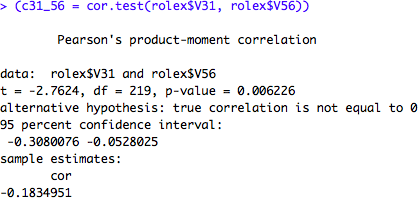 > (c31_56 = cor.test(rolex$V31, rolex$V56))
Pearson's product-moment correlation
data:  rolex$V31 and rolex$V56
t = -2.7624, df = 219, p-value = 0.006226
alternative hypothesis: true correlation is not equal to 0
95 percent confidence interval:
-0.3080076 -0.0528025
sample estimates:
cor
-0.1834951